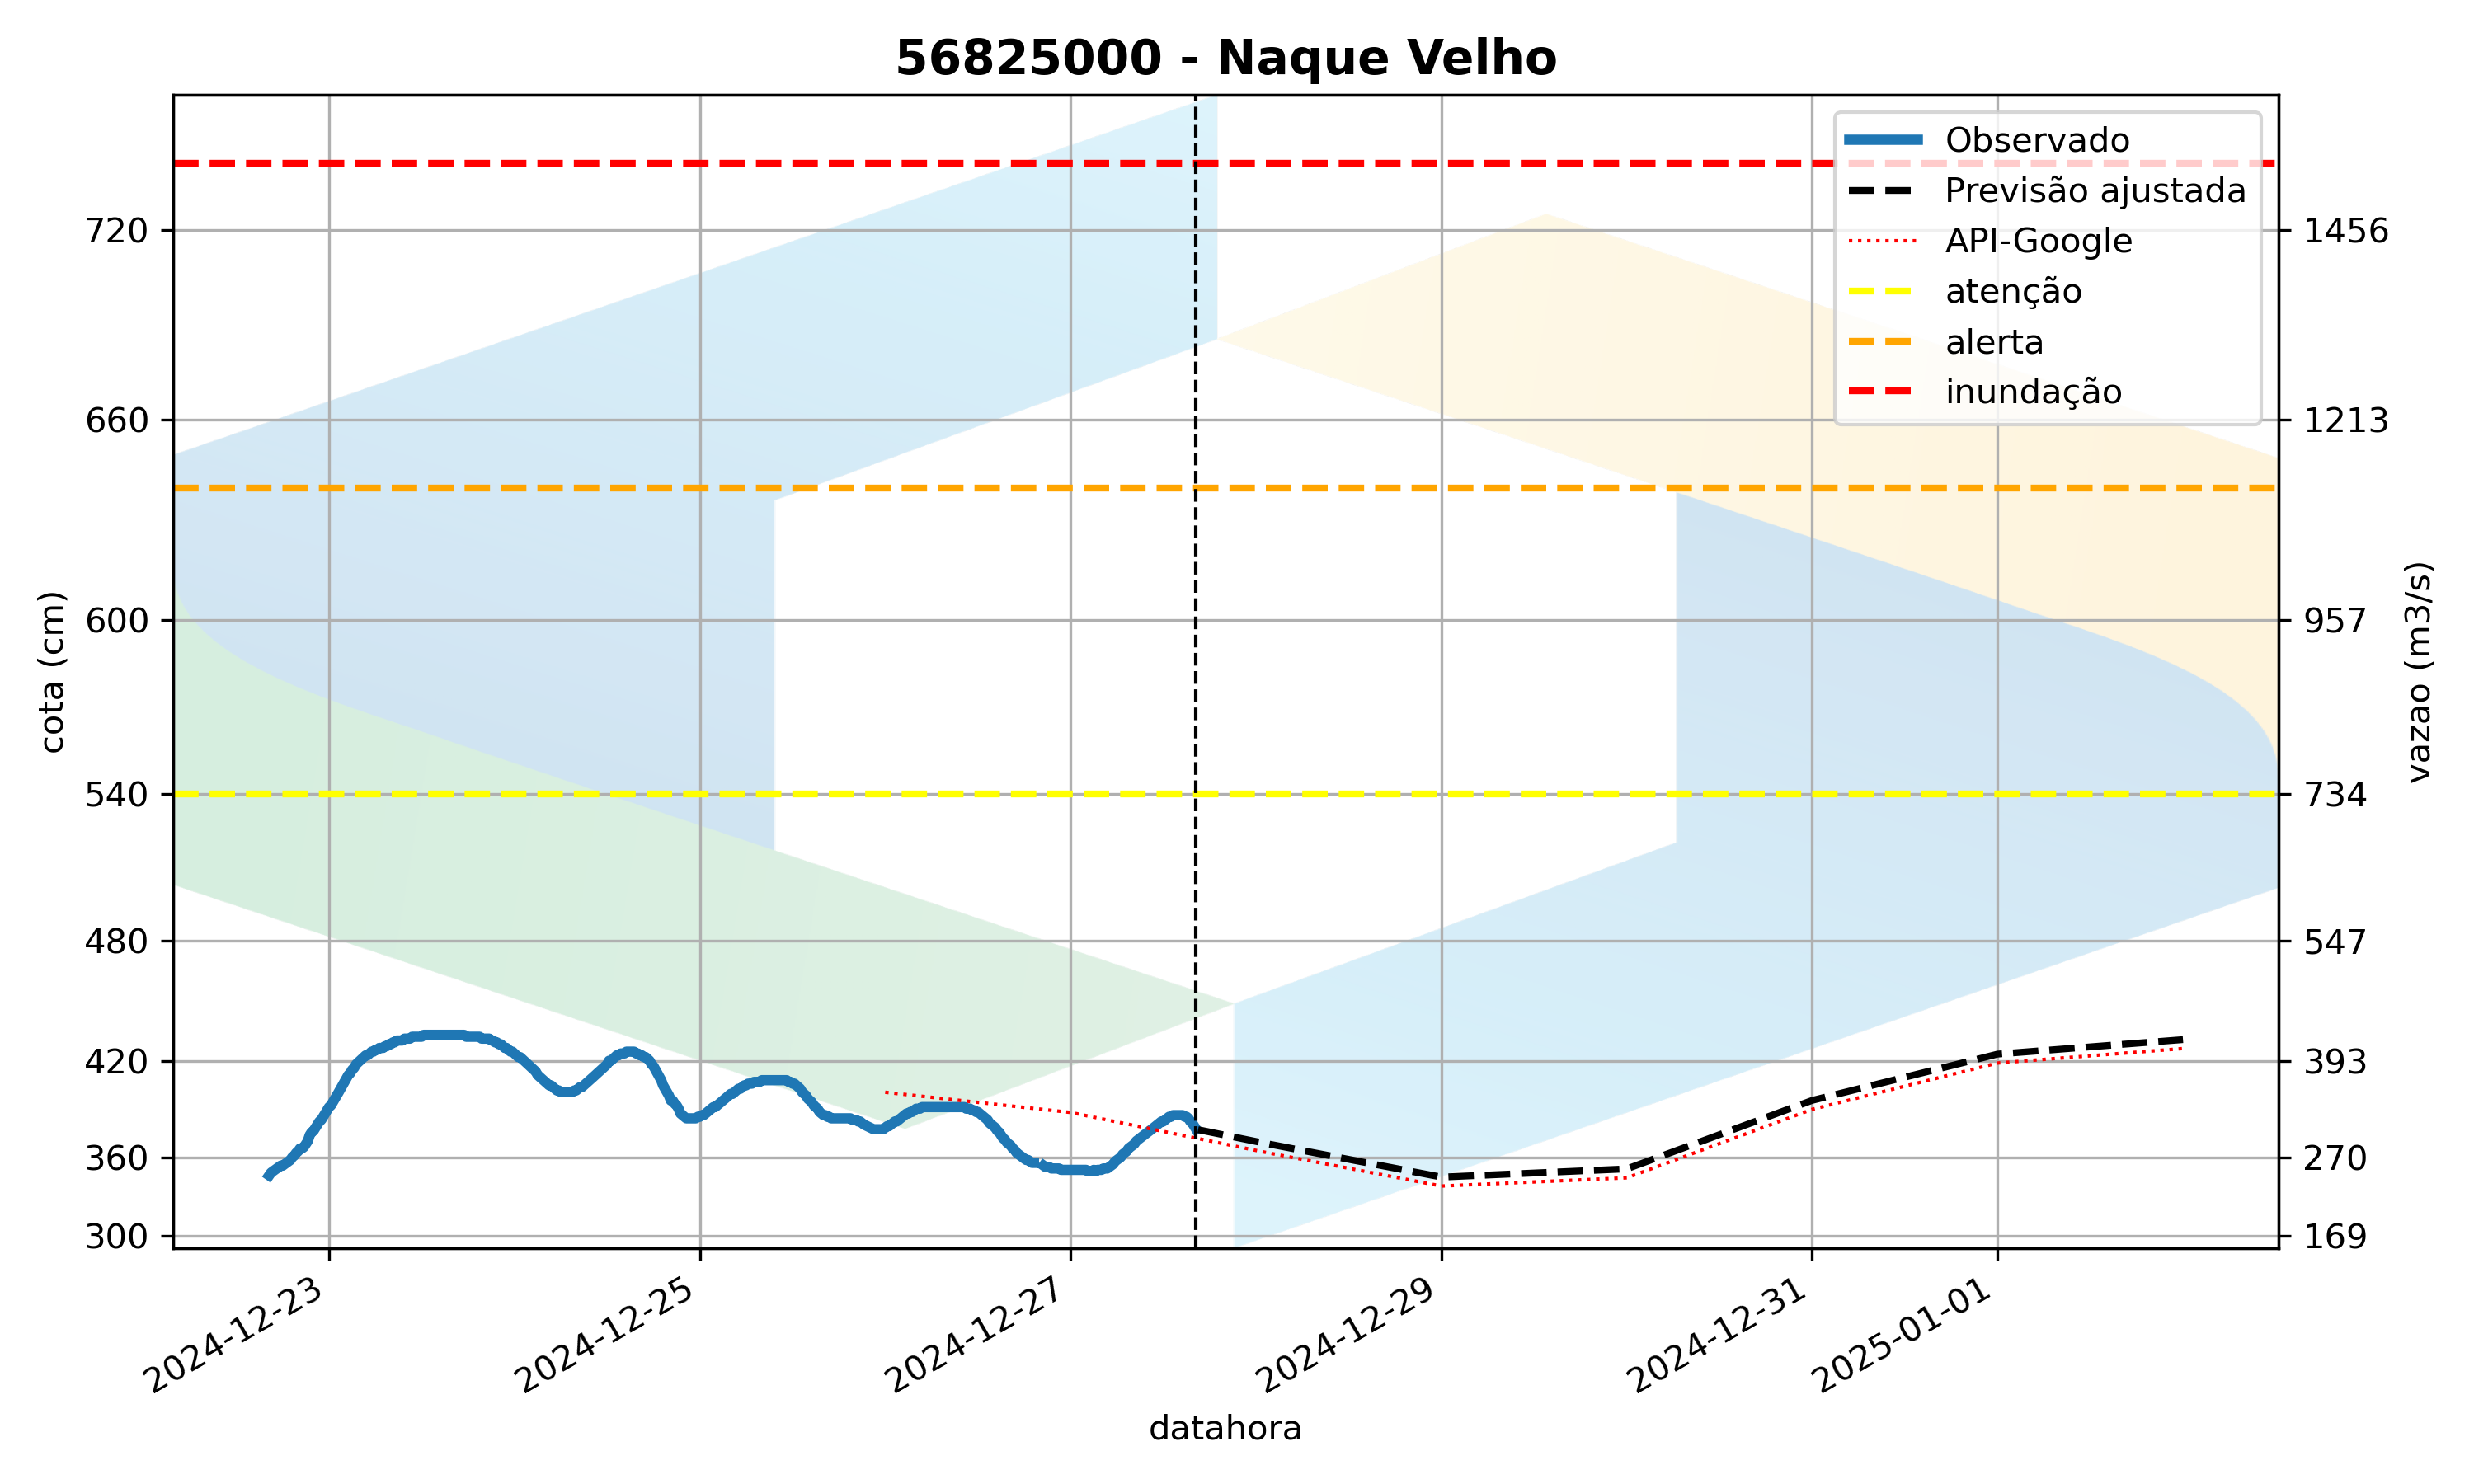 56825000 - Naque Velho
Observado
Previsão ajustada
API-Google
atenção
alerta
inundação
cota (cm)
720
660
600
540
480
420
360
300
vazao (m3/s)
1456
1213
957
734
547
393
270
169
2024-12-23
2024-12-25
2024-12-27
2024-12-29
2024-12-31
2025-01-01
datahora